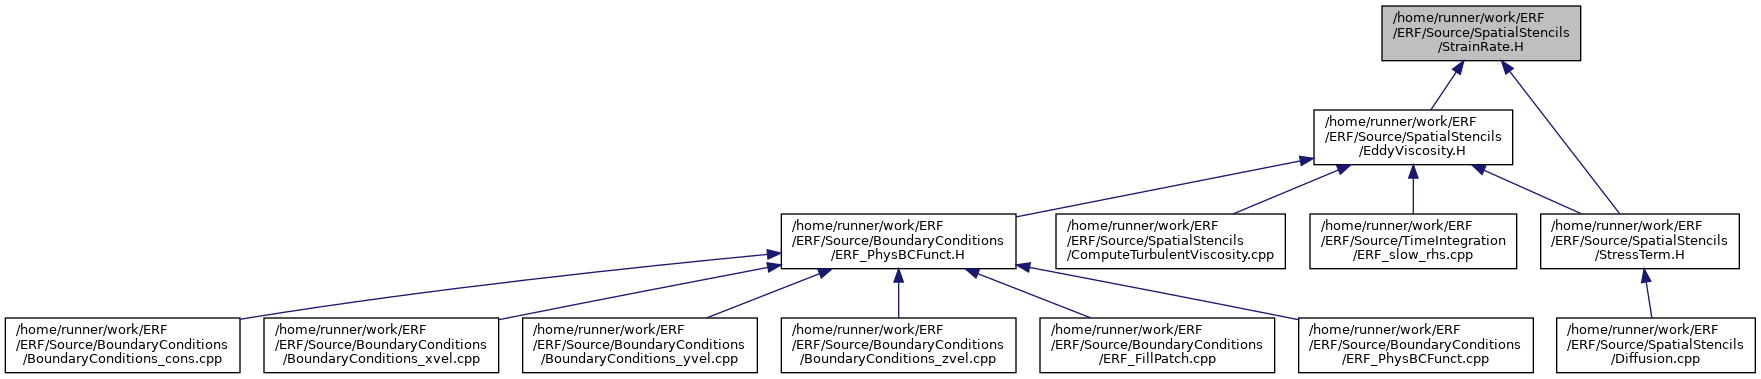 /home/runner/work/ERF
/ERF/Source/SpatialStencils
/StrainRate.H
/home/runner/work/ERF
/ERF/Source/SpatialStencils
/EddyViscosity.H
/home/runner/work/ERF
/ERF/Source/BoundaryConditions
/ERF_PhysBCFunct.H
/home/runner/work/ERF
/ERF/Source/SpatialStencils
/ComputeTurbulentViscosity.cpp
/home/runner/work/ERF
/ERF/Source/TimeIntegration
/ERF_slow_rhs.cpp
/home/runner/work/ERF
/ERF/Source/SpatialStencils
/StressTerm.H
/home/runner/work/ERF
/ERF/Source/BoundaryConditions
/BoundaryConditions_cons.cpp
/home/runner/work/ERF
/ERF/Source/BoundaryConditions
/BoundaryConditions_xvel.cpp
/home/runner/work/ERF
/ERF/Source/BoundaryConditions
/BoundaryConditions_yvel.cpp
/home/runner/work/ERF
/ERF/Source/BoundaryConditions
/BoundaryConditions_zvel.cpp
/home/runner/work/ERF
/ERF/Source/BoundaryConditions
/ERF_FillPatch.cpp
/home/runner/work/ERF
/ERF/Source/BoundaryConditions
/ERF_PhysBCFunct.cpp
/home/runner/work/ERF
/ERF/Source/SpatialStencils
/Diffusion.cpp